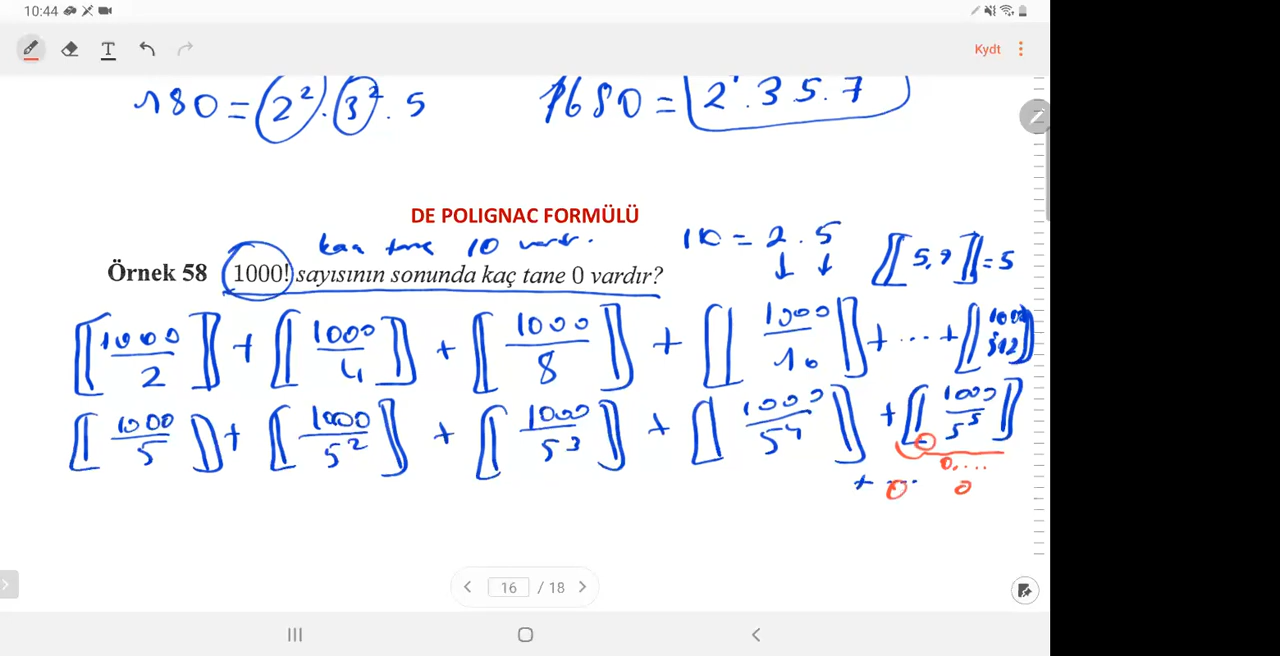 10:44
Kydt
180 = (2²).(3²).5    1680 = 2⁴.3 5.7
DE POLIGNAC FORMÜLÜ
kaç tane 10 vardır.    10 = 2.5    ⟦5,9⟧ = 5
Örnek 58 1000! sayısının sonunda kaç tane 0 vardır?
⟦1000/2⟧ + ⟦1000/4⟧ + ⟦1000/8⟧ + ⟦1000/16⟧ + ... + ⟦1000/512⟧
⟦1000/5⟧ + ⟦1000/5²⟧ + ⟦1000/5³⟧ + ⟦1000/5⁴⟧ + ⟦1000/5⁵⟧
0 0,....
+ ... 0 0
16 / 18